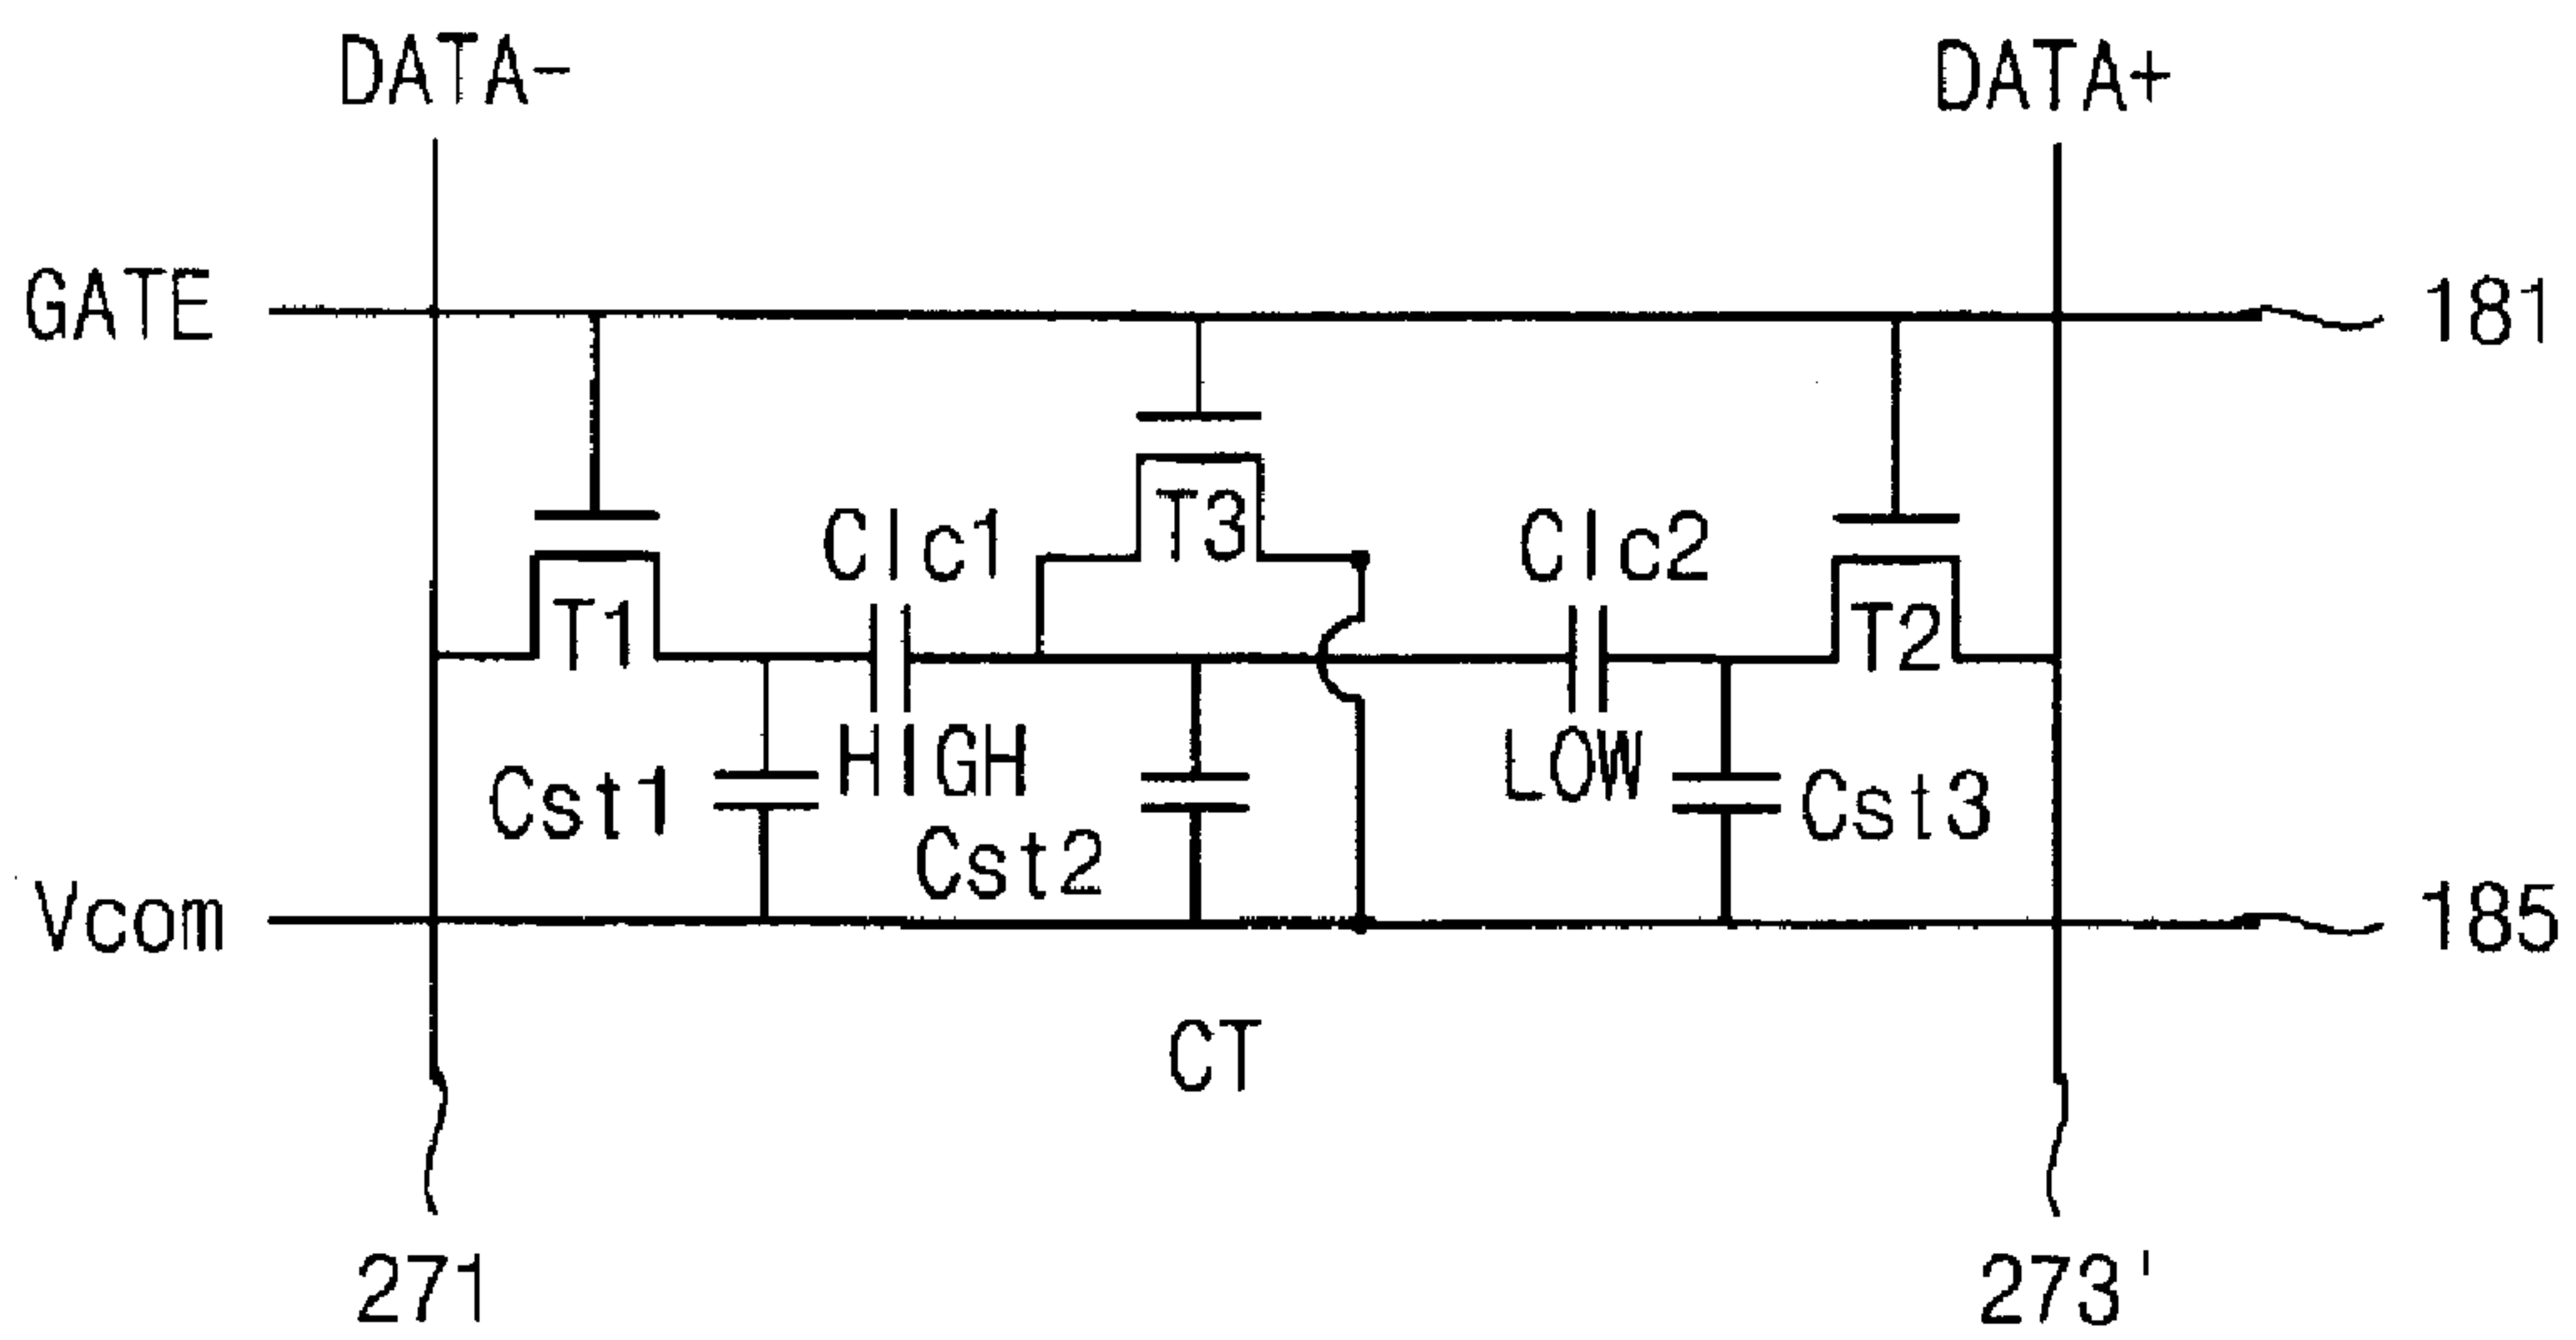 DATA-
DATA+
GATE
181
T3
Clc1
Clc2
T1
T2
HIGH
LOW
Cst1
Cst2
Cst3
Vcom
185
CT
271
273'